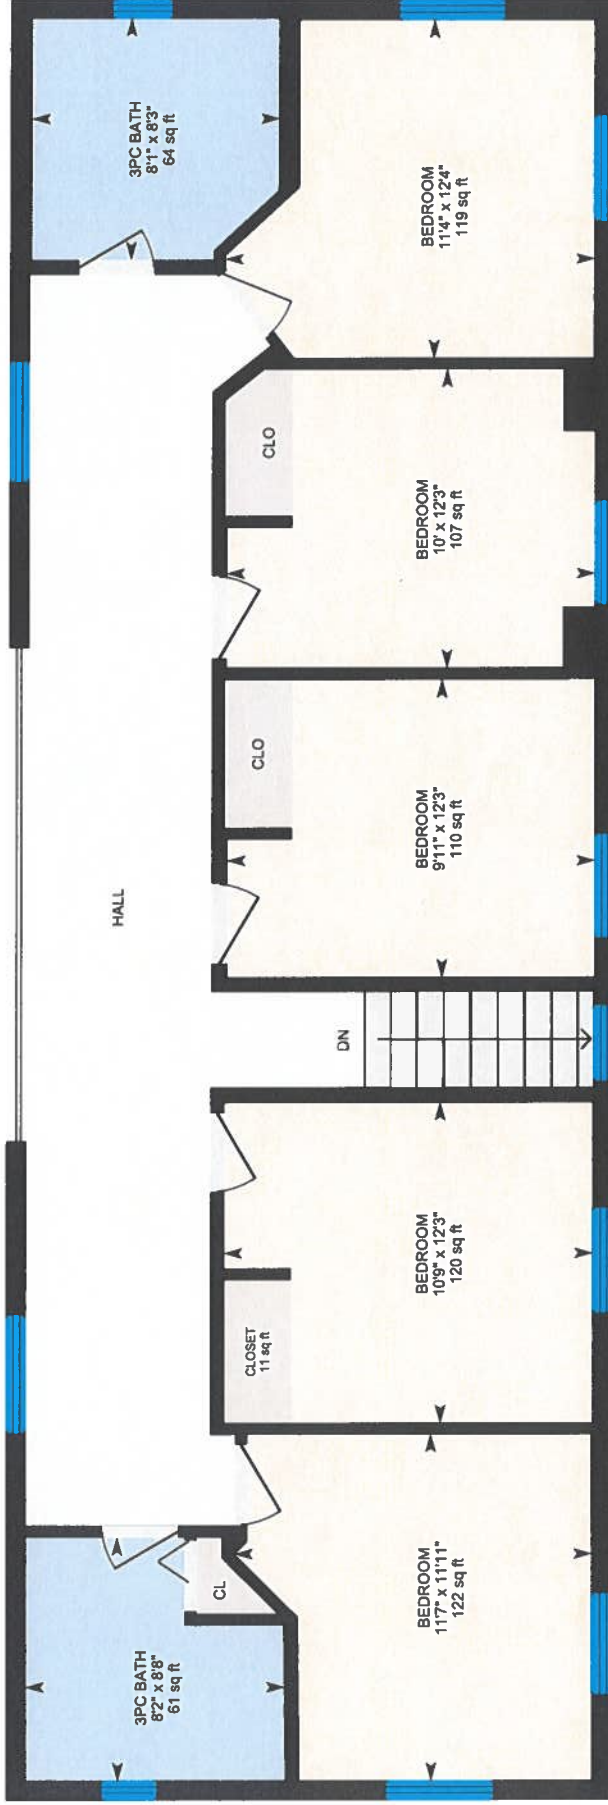 3PC BATH
8'2" x 8'8"
61 sq ft
CL
BEDROOM
11'7" x 11'11"
122 sq ft
CLOSET
11 sq ft
BEDROOM
10'9" x 12'3"
120 sq ft
HALL
DN
CLO
BEDROOM
9'11" x 12'3"
110 sq ft
CLO
BEDROOM
10' x 12'3"
107 sq ft
3PC BATH
8'1" x 8'3"
64 sq ft
BEDROOM
11'4" x 12'4"
119 sq ft